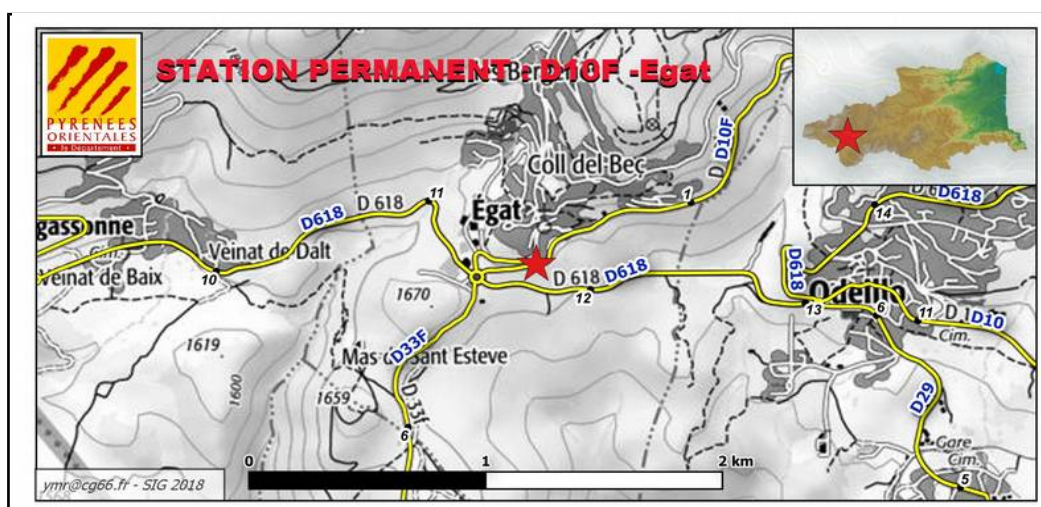 STATION PERMANENT : D10F -Egat
PYRENEES
ORIENTALES
le Département
Coll del Bec
D10F
D
1
11
D 618
D618
Égat
D618
14
gassonne
Cim.
Veinat de Dalt
Veinat de Baix
10
D 618
D618
12
D618
1670
Odeillo
13
6
11
D10
Cim.
1619
Mas de Sant Esteve
D33F
D 33f
1600
1659
6
D29
Gare
Cim.
5
0
1
2 km
ymr@cg66.fr - SIG 2018